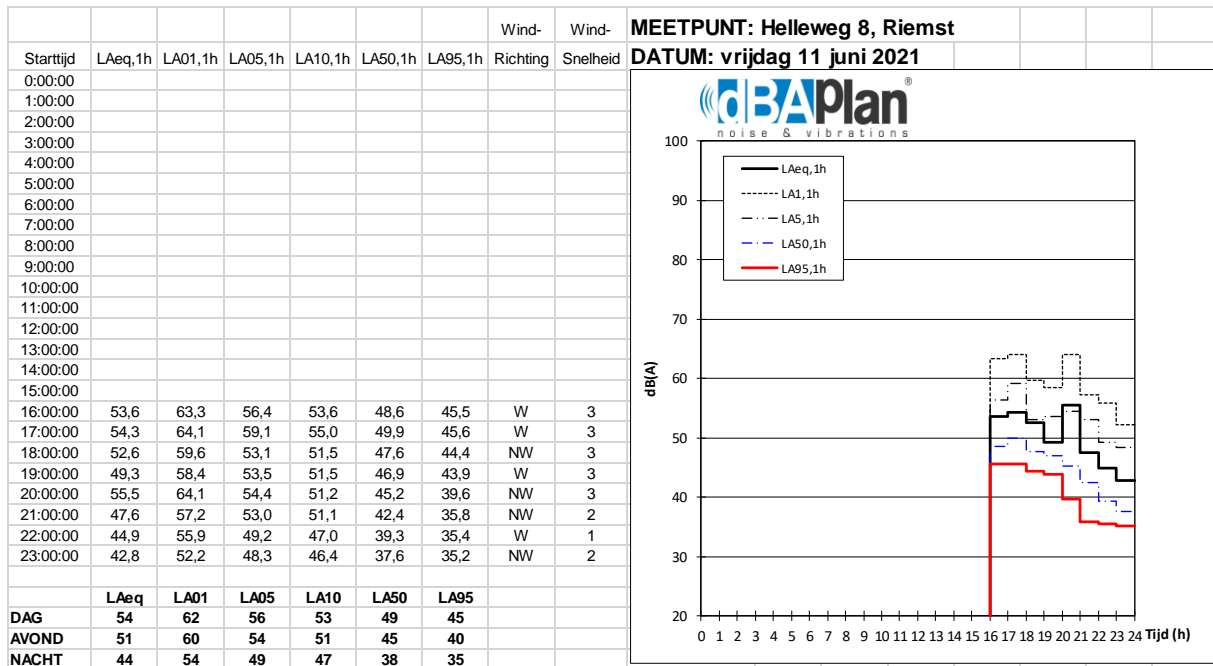 Wind- Wind- MEETPUNT: Helleweg 8, Riemst
Starttijd LAeq,1h LA01,1h LA05,1h LA10,1h LA50,1h LA95,1h Richting Snelheid DATUM: vrijdag 11 juni 2021
0:00:00
1:00:00
2:00:00
3:00:00
4:00:00
5:00:00
6:00:00
7:00:00
8:00:00
9:00:00
10:00:00
11:00:00
12:00:00
13:00:00
14:00:00
15:00:00
16:00:00 53,6 63,3 56,4 53,6 48,6 45,5 W 3
17:00:00 54,3 64,1 59,1 55,0 49,9 45,6 W 3
18:00:00 52,6 59,6 53,1 51,5 47,6 44,4 NW 3
19:00:00 49,3 58,4 53,5 51,5 46,9 43,9 W 3
20:00:00 55,5 64,1 54,4 51,2 45,2 39,6 NW 3
21:00:00 47,6 57,2 53,0 51,1 42,4 35,8 NW 2
22:00:00 44,9 55,9 49,2 47,0 39,3 35,4 W 1
23:00:00 42,8 52,2 48,3 46,4 37,6 35,2 NW 2
LAeq LA01 LA05 LA10 LA50 LA95
DAG 54 62 56 53 49 45
AVOND 51 60 54 51 45 40
NACHT 44 54 49 47 38 35
dBAPlan®
noise & vibrations
100
90
80
70
60
50
40
30
20
dB(A)
LAeq,1h
LA1,1h
LA5,1h
LA50,1h
LA95,1h
0 1 2 3 4 5 6 7 8 9 10 11 12 13 14 15 16 17 18 19 20 21 22 23 24 Tijd (h)